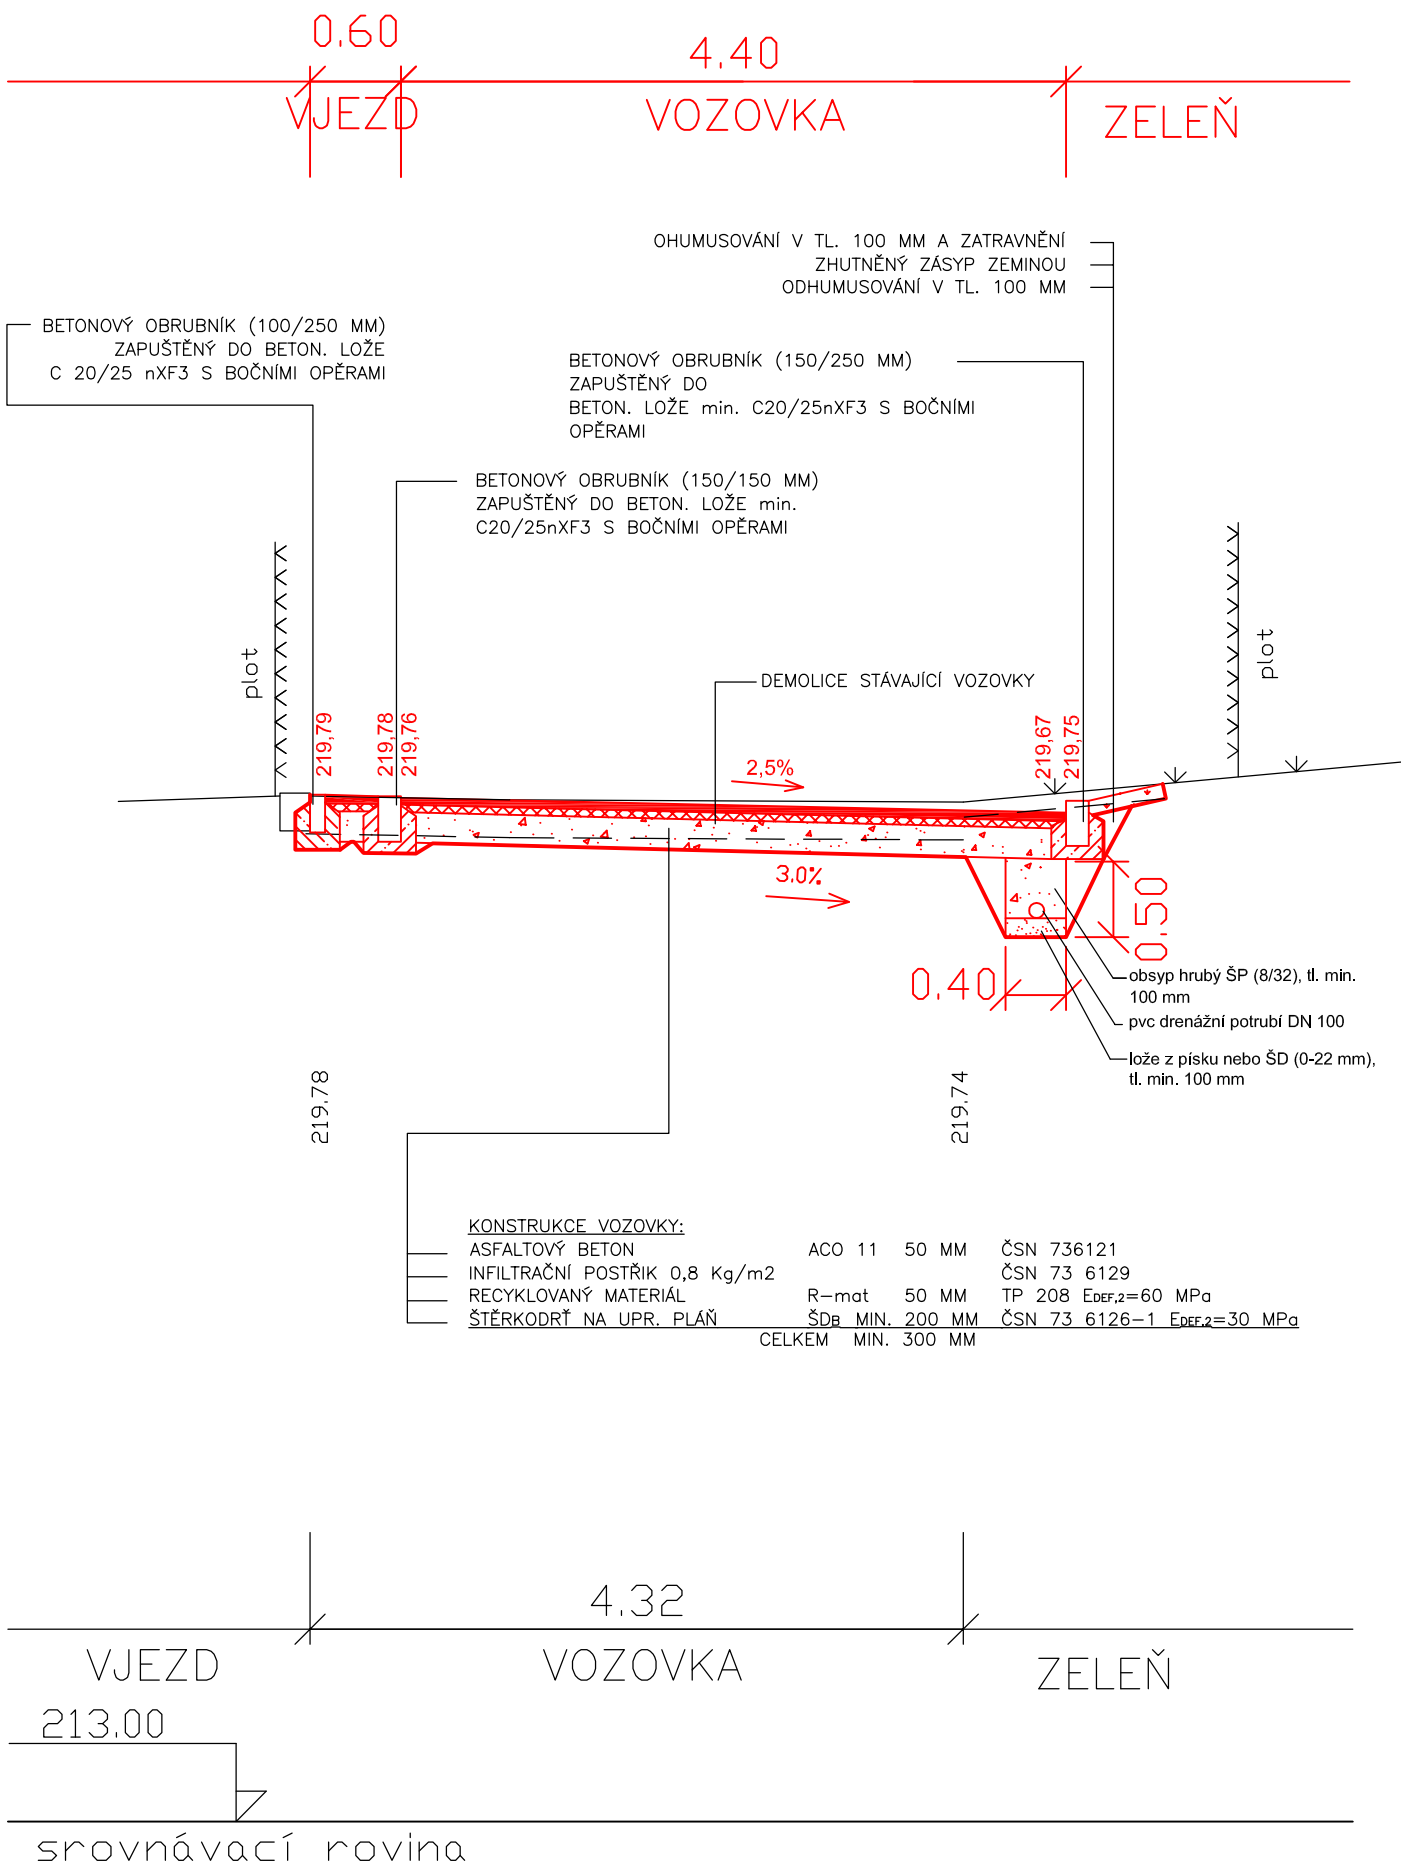 0.60
4.40
VJEZD
VOZOVKA
ZELEŇ
OHUMUSOVÁNÍ V TL. 100 MM A ZATRAVNĚNÍ
ZHUTNĚNÝ ZÁSYP ZEMINOU
ODHUMUSOVÁNÍ V TL. 100 MM
BETONOVÝ OBRUBNÍK (100/250 MM)
ZAPUŠTĚNÝ DO BETON. LOŽE
C 20/25 nXF3 S BOČNÍMI OPĚRAMI
BETONOVÝ OBRUBNÍK (150/250 MM)
ZAPUŠTĚNÝ DO
BETON. LOŽE min. C20/25nXF3 S BOČNÍMI
OPĚRAMI
BETONOVÝ OBRUBNÍK (150/150 MM)
ZAPUŠTĚNÝ DO BETON. LOŽE min.
C20/25nXF3 S BOČNÍMI OPĚRAMI
plot
plot
DEMOLICE STÁVAJÍCÍ VOZOVKY
219,79
219,78
219,76
219,67
219,75
2,5%
3.0%
0.50
0.40
obsyp hrubý ŠP (8/32), tl. min.
100 mm
pvc drenážní potrubí DN 100
lože z písku nebo ŠD (0-22 mm),
tl. min. 100 mm
219.78
219.74
KONSTRUKCE VOZOVKY:
ASFALTOVÝ BETON ACO 11 50 MM ČSN 736121
INFILTRAČNÍ POSTŘIK 0,8 Kg/m2 ČSN 73 6129
RECYKLOVANÝ MATERIÁL R-mat 50 MM TP 208 EDEF,2=60 MPa
ŠTĚRKODRŤ NA UPR. PLÁŇ ŠDB MIN. 200 MM ČSN 73 6126-1 EDEF,2=30 MPa
CELKEM MIN. 300 MM
4.32
VJEZD
VOZOVKA
ZELEŇ
213.00
srovnávací rovina